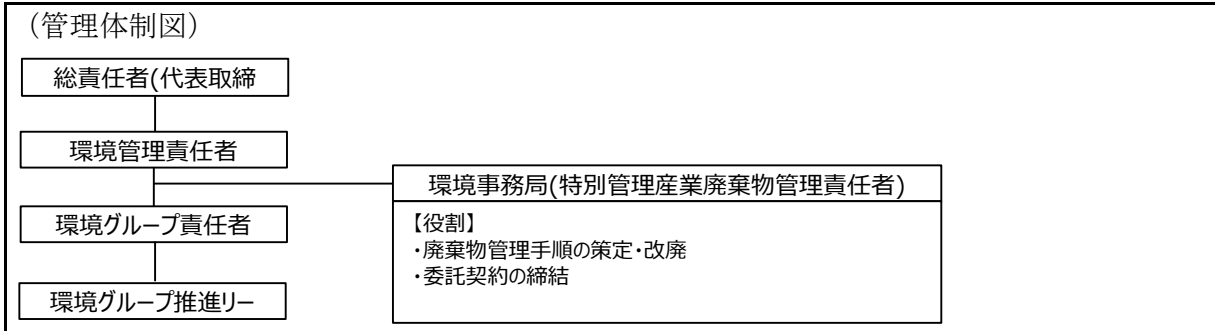 （管理体制図）
総責任者(代表取締
環境管理責任者
環境事務局(特別管理産業廃棄物管理責任者)
【役割】
・廃棄物管理手順の策定・改廃
・委託契約の締結
環境グループ責任者
環境グループ推進リー